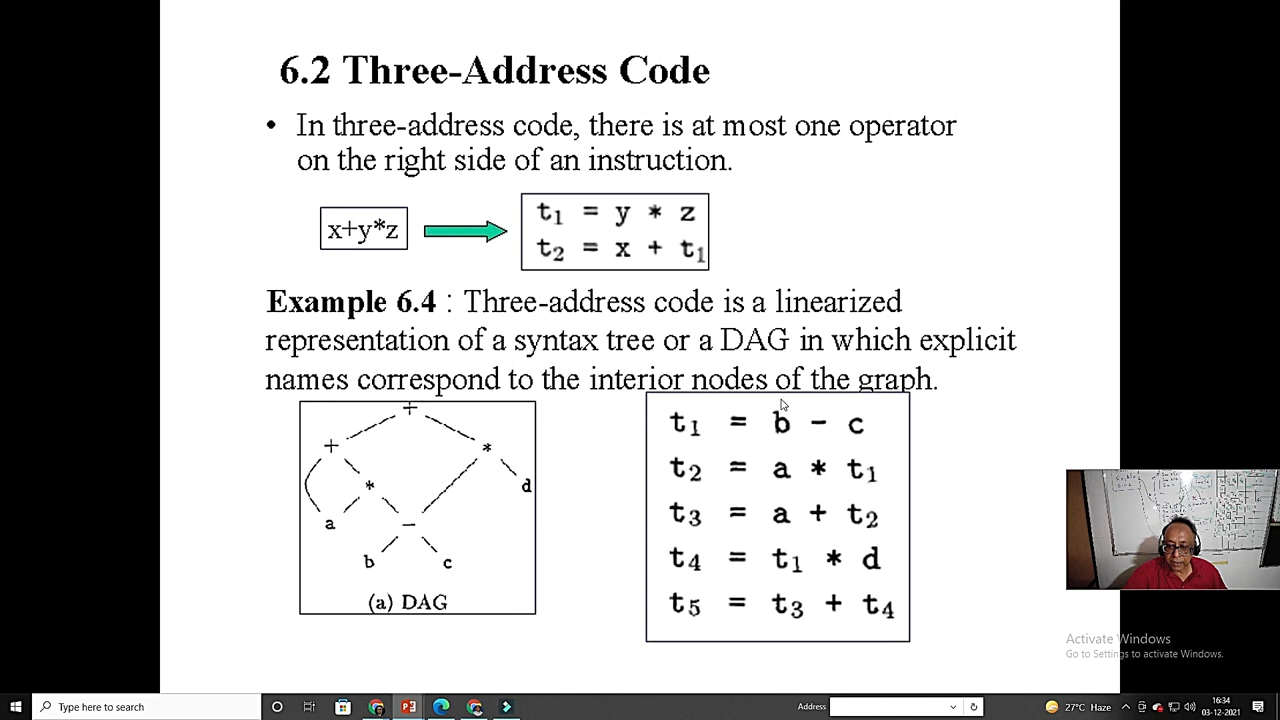 6.2 Three-Address Code
• In three-address code, there is at most one operator
on the right side of an instruction.
x+y*z
t1 = y * z
t2 = x + t1
Example 6.4 : Three-address code is a linearized
representation of a syntax tree or a DAG in which explicit
names correspond to the interior nodes of the graph.
+
+ *
* d
a −
b c
(a) DAG
t1 = b − c
t2 = a * t1
t3 = a + t2
t4 = t1 * d
t5 = t3 + t4
Activate Windows
Go to Settings to activate Windows.
Type here to search
Address
27°C Haze
16:34
03-12-2021